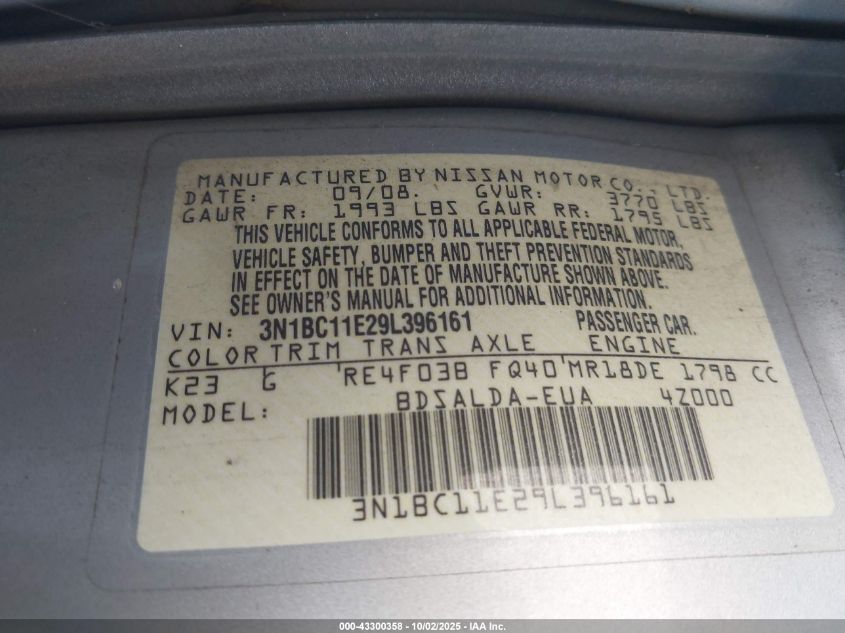 MANUFACTURED BY NISSAN MOTOR CO., LTD.
DATE: 09/08. GVWR: 3770 LBS
GAWR FR: 1993 LBS GAWR RR: 1795 LBS
THIS VEHICLE CONFORMS TO ALL APPLICABLE FEDERAL MOTOR,
VEHICLE SAFETY, BUMPER AND THEFT PREVENTION STANDARDS
IN EFFECT ON THE DATE OF MANUFACTURE SHOWN ABOVE.
SEE OWNER'S MANUAL FOR ADDITIONAL INFORMATION.
VIN: 3N1BC11E29L396161 PASSENGER CAR.
COLOR TRIM TRANS AXLE ENGINE
K23 G RE4F03B FQ40 MR18DE 1798 CC
MODEL: BDSALDA-EUA 4Z000
3N1BC11E29L396161
000-43300358 - 10/02/2025 - IAA Inc.